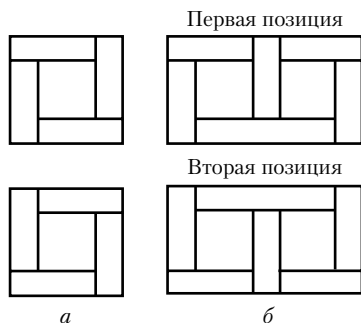 Первая позиция
Вторая позиция
а
б